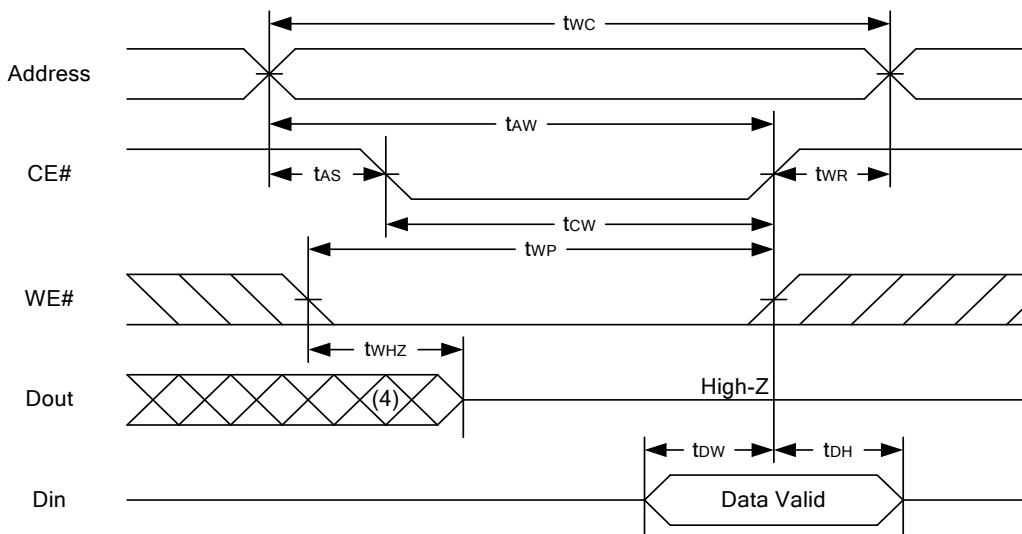 tWC
Address
tAW
CE#
tAS
tWR
tCW
tWP
WE#
tWHZ
Dout
(4)
High-Z
tDW
tDH
Din
Data Valid